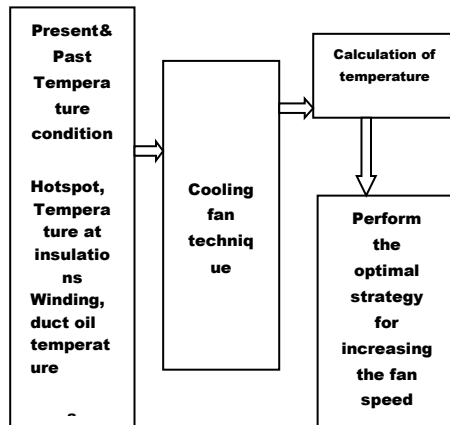 Present&
Past
Tempera
ture
condition
Hotspot,
Tempera
ture at
insulatio
ns
Winding,
duct oil
temperat
ure
Cooling
fan
techniq
ue
Calculation of
temperature
Perform
the
optimal
strategy
for
increasing
the fan
speed